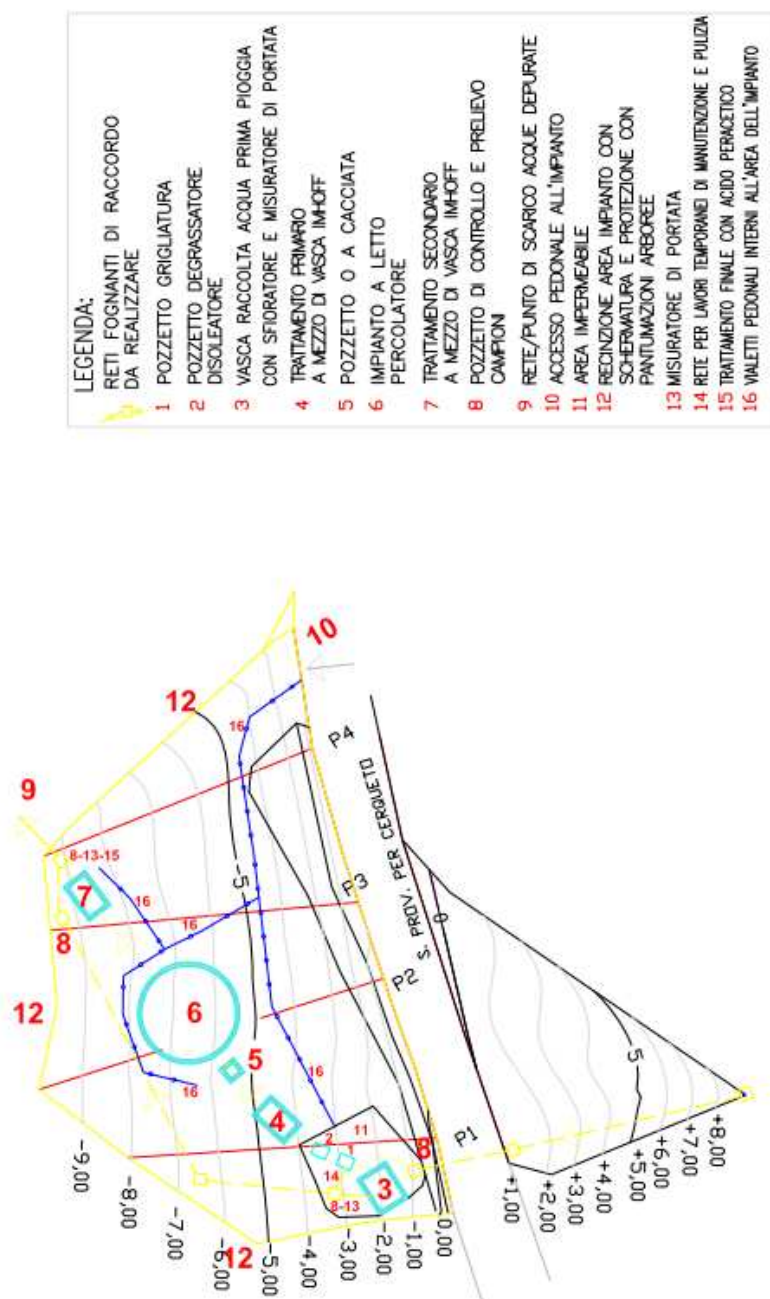 LEGENDA:
RETI FOGNANTI DI RACCORDO
DA REALIZZARE
1 POZZETTO GRIGLIATURA
2 POZZETTO DEGRASSATORE
DISOLEATORE
3 VASCA RACCOLTA ACQUA PRIMA PIOGGIA
CON SFIORATORE E MISURATORE DI PORTATA
4 TRATTAMENTO PRIMARIO
A MEZZO DI VASCA IMHOFF
5 POZZETTO O A CACCIATA
6 IMPIANTO A LETTO
PERCOLATORE
7 TRATTAMENTO SECONDARIO
A MEZZO DI VASCA IMHOFF
8 POZZETTO DI CONTROLLO E PRELIEVO
CAMPIONI
9 RETE/PUNTO DI SCARICO ACQUE DEPURATE
10 ACCESSO PEDONALE ALL'IMPIANTO
11 AREA IMPERMEABILE
12 RECINZIONE AREA IMPIANTO CON
SCHERMATURA E PROTEZIONE CON
PIANTUMAZIONI ARBOREE
13 MISURATORE DI PORTATA
14 RETE PER LAVORI TEMPORANEI DI MANUTENZIONE E PULIZIA
15 TRATTAMENTO FINALE CON ACIDO PERACETICO
16 VIALETTI PEDONALI INTERNI ALL'AREA DELL'IMPIANTO
9
10
12
16
P4
8-13-15
7
16
-5
8
16
16
P3
S. PROV. PER CERQUETO
0
12
6
P2
5
16
16
4
5
2
11
1
8
P1
14
3
8-13
12
-9,00
-8,00
-7,00
-6,00
-5,00
-4,00
-3,00
-2,00
-1,00
0,00
+1,00
+2,00
+3,00
+4,00
+5,00
+6,00
+7,00
+8,00